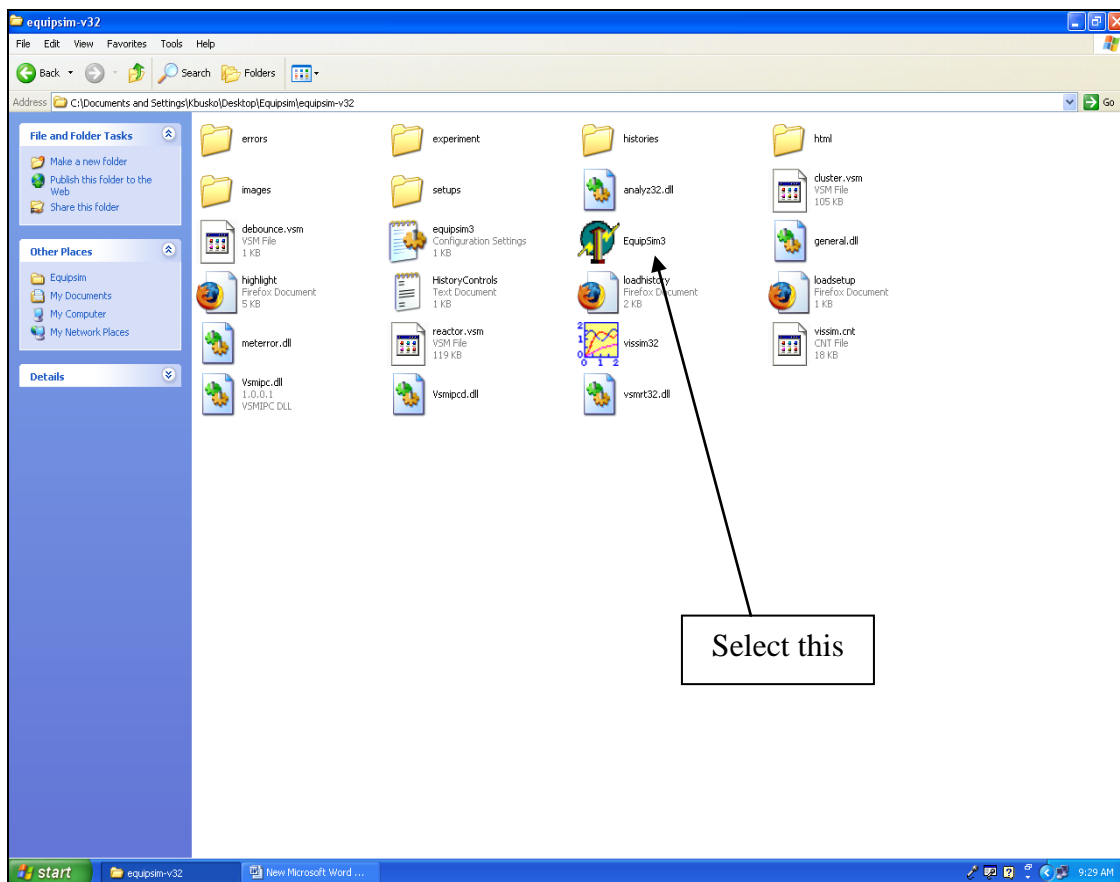 equipsim-v32
File Edit View Favorites Tools Help
Back Search Folders
Address C:\Documents and Settings\Kbusko\Desktop\Equipsim\equipsim-v32 Go
File and Folder Tasks
Make a new folder
Publish this folder to the
Web
Share this folder
Other Places
Equipsim
My Documents
My Computer
My Network Places
Details
errors
experiment
histories
html
images
setups
analyz32.dll
cluster.vsm
VSM File
105 KB
debounce.vsm
VSM File
1 KB
equipsim3
Configuration Settings
1 KB
EquipSim3
general.dll
highlight
Firefox Document
5 KB
HistoryControls
Text Document
1 KB
loadhistory
Firefox Document
2 KB
loadsetup
Firefox Document
1 KB
meterror.dll
reactor.vsm
VSM File
119 KB
2
1
0
0 1 2
vissim32
vissim.cnt
CNT File
18 KB
Vsmipc.dll
1.0.0.1
VSMIPC DLL
Vsmipcd.dll
vsmrt32.dll
Select this
start equipsim-v32 New Microsoft Word ... 9:29 AM